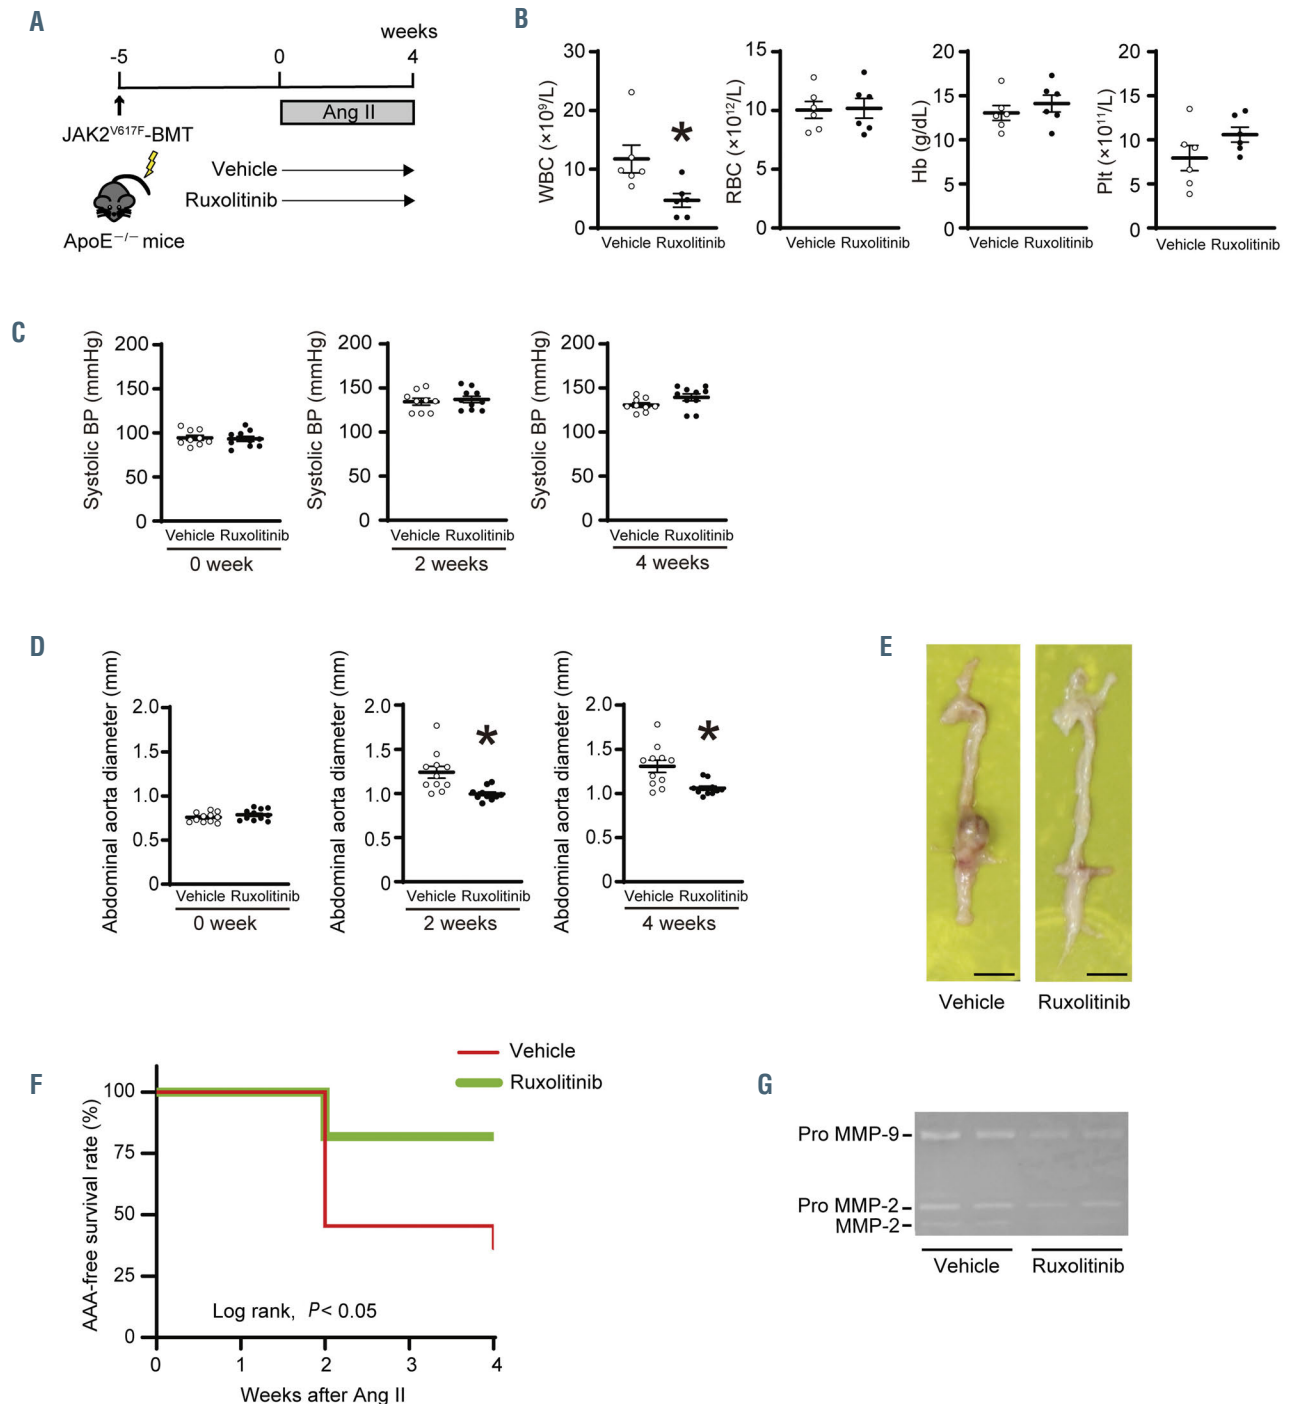 A
weeks
-5 0 4
Ang II
JAK2V617F-BMT
Vehicle
Ruxolitinib
ApoE−/− mice
B
WBC (×10⁹/L)
30
20
10
0
*
Vehicle Ruxolitinib
RBC (×10¹²/L)
15
10
5
0
Vehicle Ruxolitinib
Hb (g/dL)
20
15
10
5
0
Vehicle Ruxolitinib
Plt (×10¹¹/L)
20
15
10
5
0
Vehicle Ruxolitinib
C
Systolic BP (mmHg)
200
150
100
50
0
Vehicle Ruxolitinib
0 week
Systolic BP (mmHg)
200
150
100
50
0
Vehicle Ruxolitinib
2 weeks
Systolic BP (mmHg)
200
150
100
50
0
Vehicle Ruxolitinib
4 weeks
D
Abdominal aorta diameter (mm)
2.0
1.5
1.0
0.5
0
Vehicle Ruxolitinib
0 week
Abdominal aorta diameter (mm)
2.0
1.5
1.0
0.5
0
*
Vehicle Ruxolitinib
2 weeks
Abdominal aorta diameter (mm)
2.0
1.5
1.0
0.5
0
*
Vehicle Ruxolitinib
4 weeks
E
Vehicle
Ruxolitinib
F
Vehicle
Ruxolitinib
AAA-free survival rate (%)
100
75
50
25
0
Log rank, P< 0.05
0 1 2 3 4
Weeks after Ang II
G
Pro MMP-9
Pro MMP-2
MMP-2
Vehicle Ruxolitinib